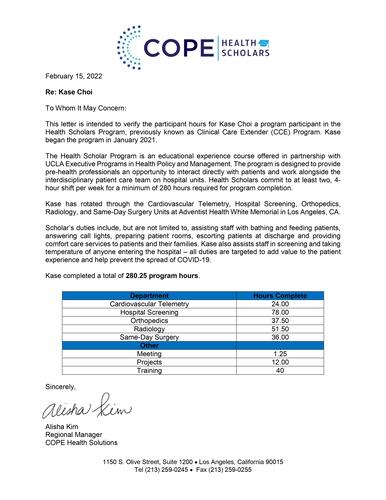 COPE HEALTH SCHOLARS
February 15, 2022
Re: Kase Choi
To Whom It May Concern:
This letter is intended to verify the participant hours for Kase Choi a program participant in the
Health Scholars Program, previously known as Clinical Care Extender (CCE) Program. Kase
began the program in January 2021.
The Health Scholar Program is an educational experience course offered in partnership with
UCLA Executive Programs in Health Policy and Management. The program is designed to provide
pre-health professionals an opportunity to interact directly with patients and work alongside the
interdisciplinary patient care team on hospital units. Health Scholars commit to at least two, 4-
hour shift per week for a minimum of 280 hours required for program completion.
Kase has rotated through the Cardiovascular Telemetry, Hospital Screening, Orthopedics,
Radiology, and Same-Day Surgery Units at Adventist Health White Memorial in Los Angeles, CA.
Scholar's duties include, but are not limited to, assisting staff with bathing and feeding patients,
answering call lights, preparing patient rooms, escorting patients at discharge and providing
comfort care services to patients and their families. Kase also assists staff in screening and taking
temperature of anyone entering the hospital – all duties are targeted to add value to the patient
experience and help prevent the spread of COVID-19.
Kase completed a total of 280.25 program hours.
Department Hours Complete
Cardiovascular Telemetry 24.00
Hospital Screening 78.00
Orthopedics 37.50
Radiology 51.50
Same-Day Surgery 36.00
Other
Meeting 1.25
Projects 12.00
Training 40
Sincerely,
Alisha Kim
Alisha Kim
Regional Manager
COPE Health Solutions
1150 S. Olive Street, Suite 1200 • Los Angeles, California 90015
Tel (213) 259-0245 • Fax (213) 259-0255